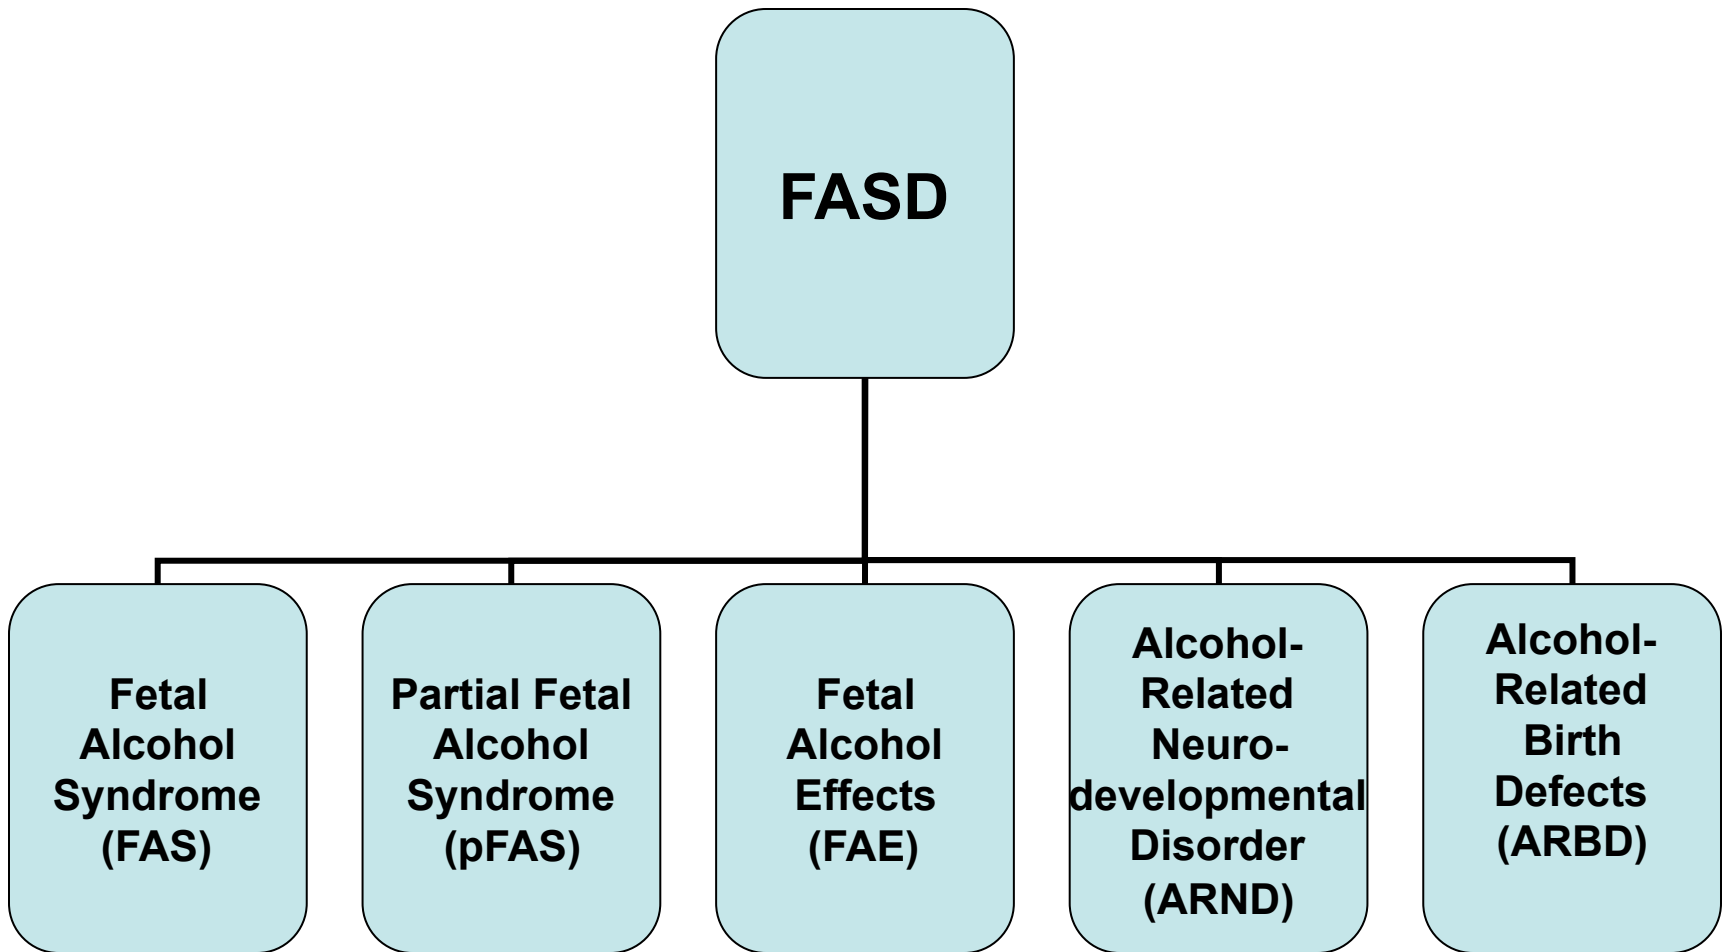 FASD
Fetal
Alcohol
Syndrome
(FAS)
Partial Fetal
Alcohol
Syndrome
(pFAS)
Fetal
Alcohol
Effects
(FAE)
Alcohol-
Related
Neuro-
developmental
Disorder
(ARND)
Alcohol-
Related
Birth
Defects
(ARBD)